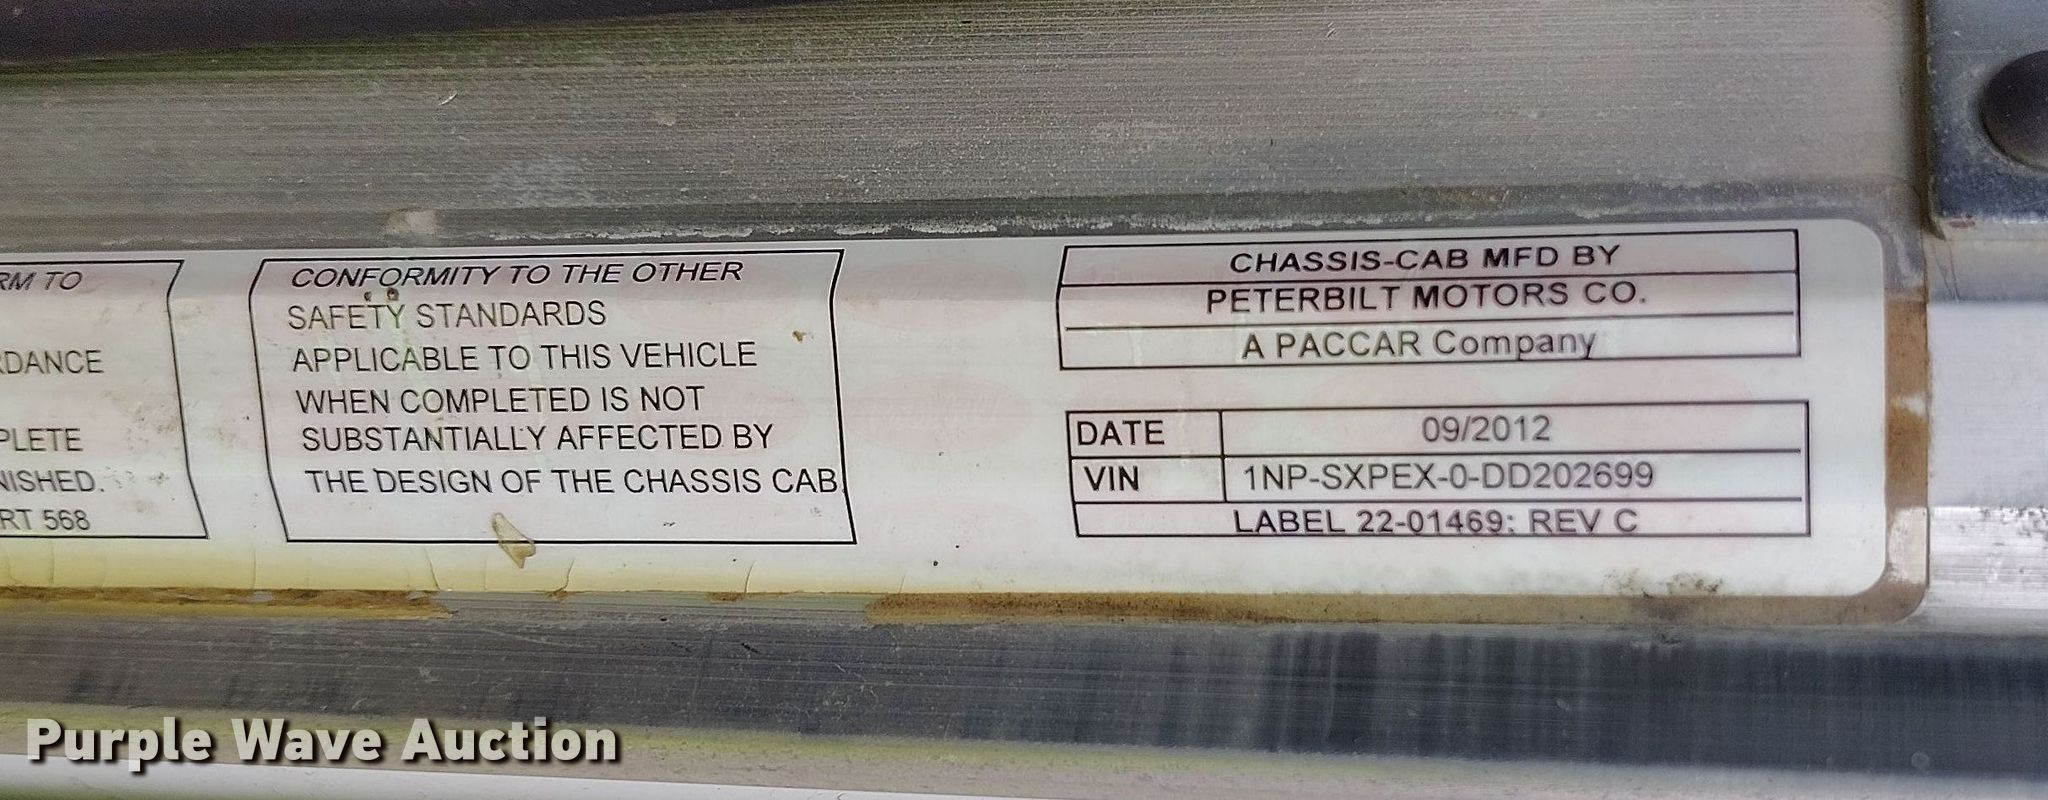 RM TO
RDANCE
PLETE
NISHED.
RT 568
CONFORMITY TO THE OTHER
SAFETY STANDARDS
APPLICABLE TO THIS VEHICLE
WHEN COMPLETED IS NOT
SUBSTANTIALLY AFFECTED BY
THE DESIGN OF THE CHASSIS CAB.
CHASSIS-CAB MFD BY
PETERBILT MOTORS CO.
A PACCAR Company
DATE 09/2012
VIN 1NP-SXPEX-0-DD202699
LABEL 22-01469: REV C
Purple Wave Auction